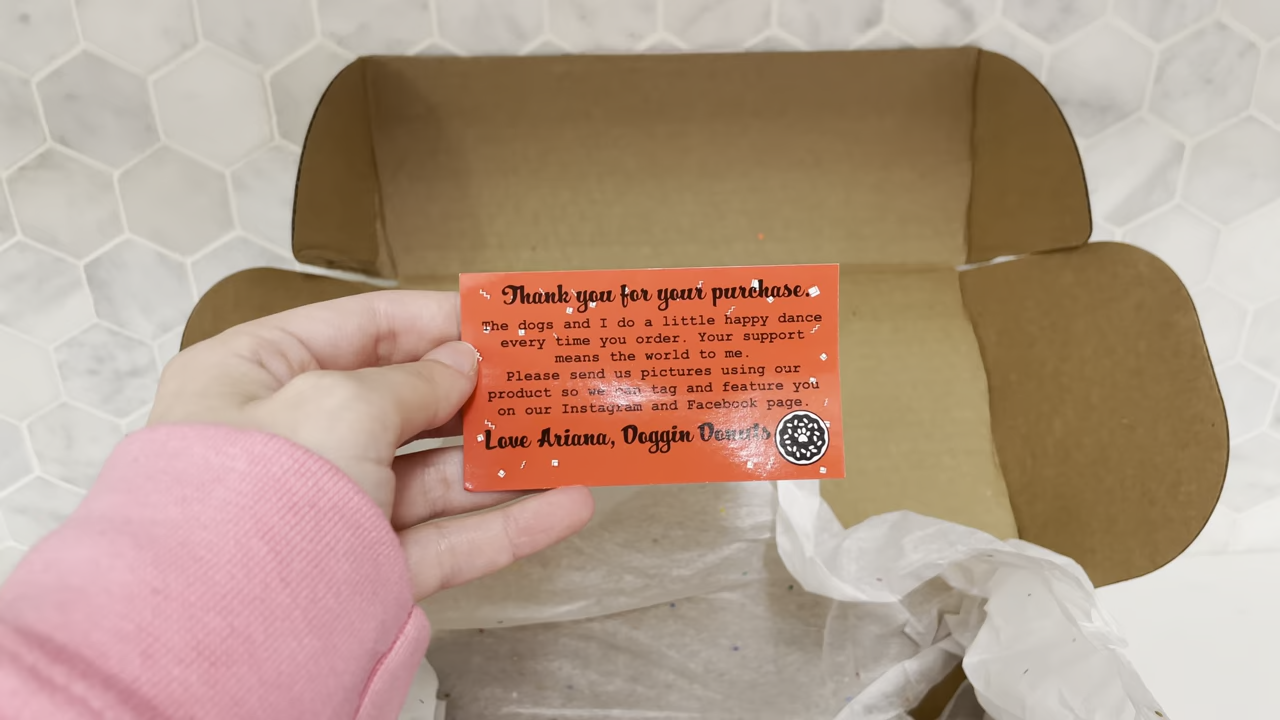 Thank you for your purchase.
The dogs and I do a little happy dance
every time you order. Your support
means the world to me.
Please send us pictures using our
product so we can tag and feature you
on our Instagram and Facebook page.
Love Ariana, Doggin Donuts